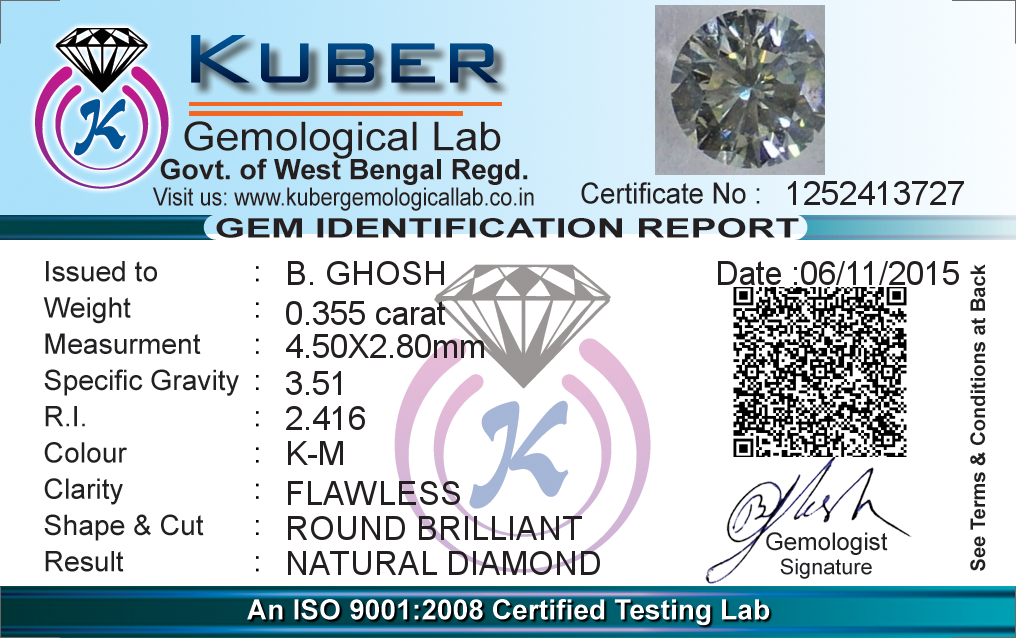 KUBER
K
Gemological Lab
Govt. of West Bengal Regd.
Visit us: www.kubergemologicallab.co.in
Certificate No : 1252413727
GEM IDENTIFICATION REPORT
Issued to : B. GHOSH
Date :06/11/2015
Weight : 0.355 carat
Measurment : 4.50X2.80mm
Specific Gravity : 3.51
R.I. : 2.416
Colour : K-M
K
Clarity : FLAWLESS
Shape & Cut : ROUND BRILLIANT
Result : NATURAL DIAMOND
B Ghosh
Gemologist
Signature
See Terms & Conditions at Back
An ISO 9001:2008 Certified Testing Lab